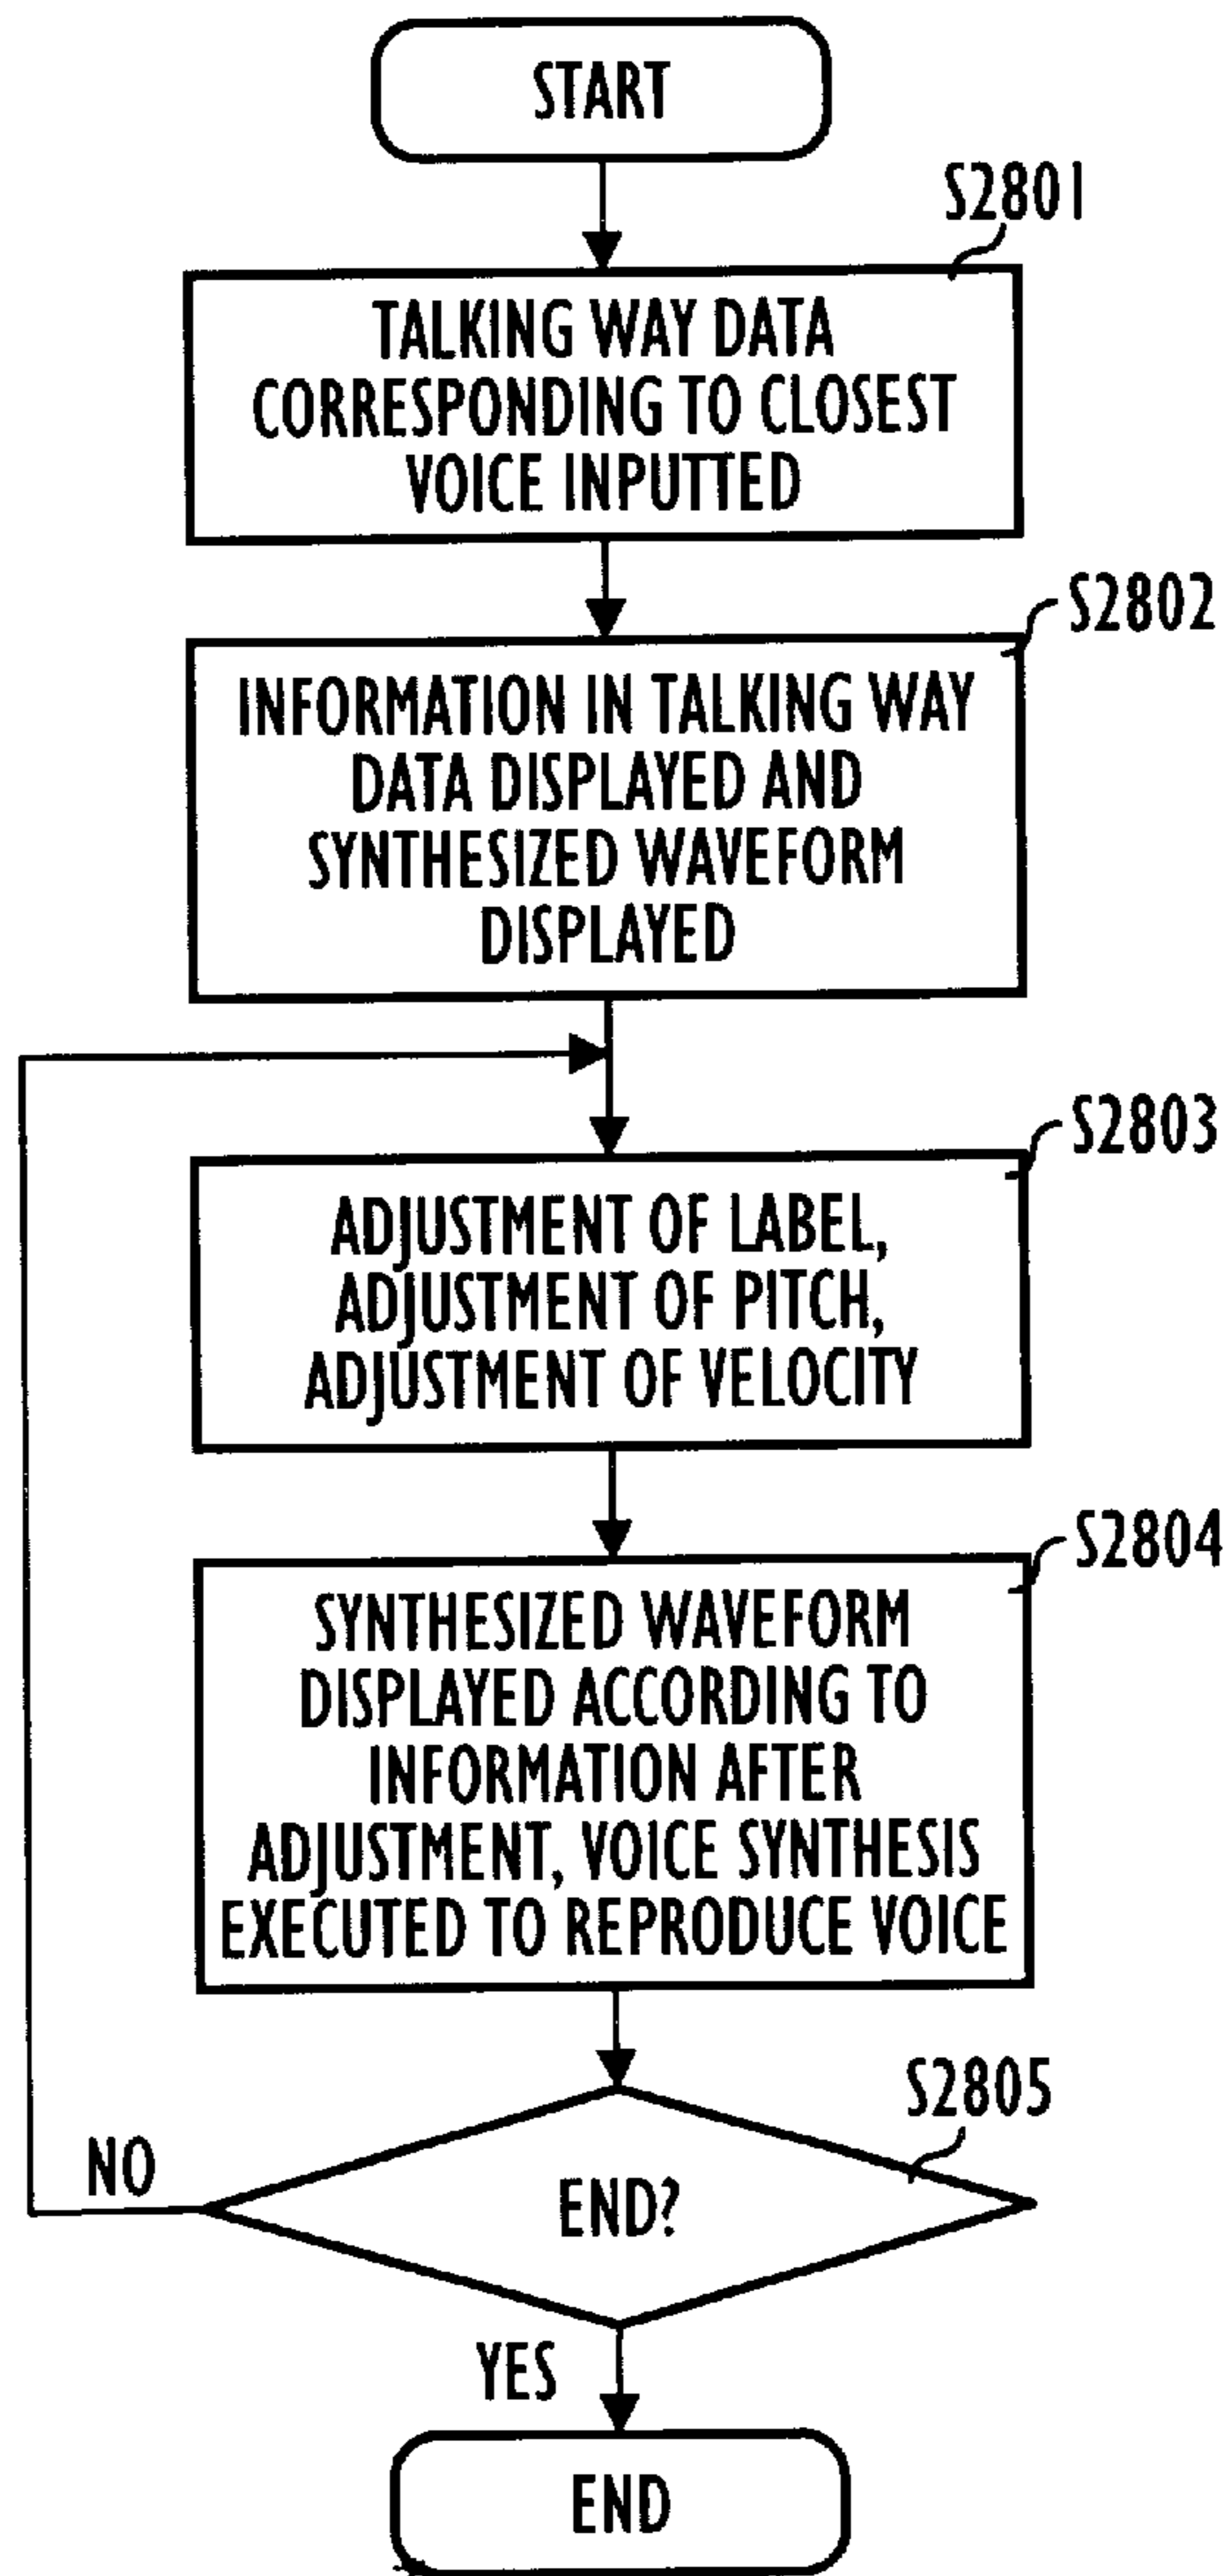 START
S2801
TALKING WAY DATA
CORRESPONDING TO CLOSEST
VOICE INPUTTED
S2802
INFORMATION IN TALKING WAY
DATA DISPLAYED AND
SYNTHESIZED WAVEFORM
DISPLAYED
S2803
ADJUSTMENT OF LABEL,
ADJUSTMENT OF PITCH,
ADJUSTMENT OF VELOCITY
S2804
SYNTHESIZED WAVEFORM
DISPLAYED ACCORDING TO
INFORMATION AFTER
ADJUSTMENT, VOICE SYNTHESIS
EXECUTED TO REPRODUCE VOICE
S2805
NO
END?
YES
END